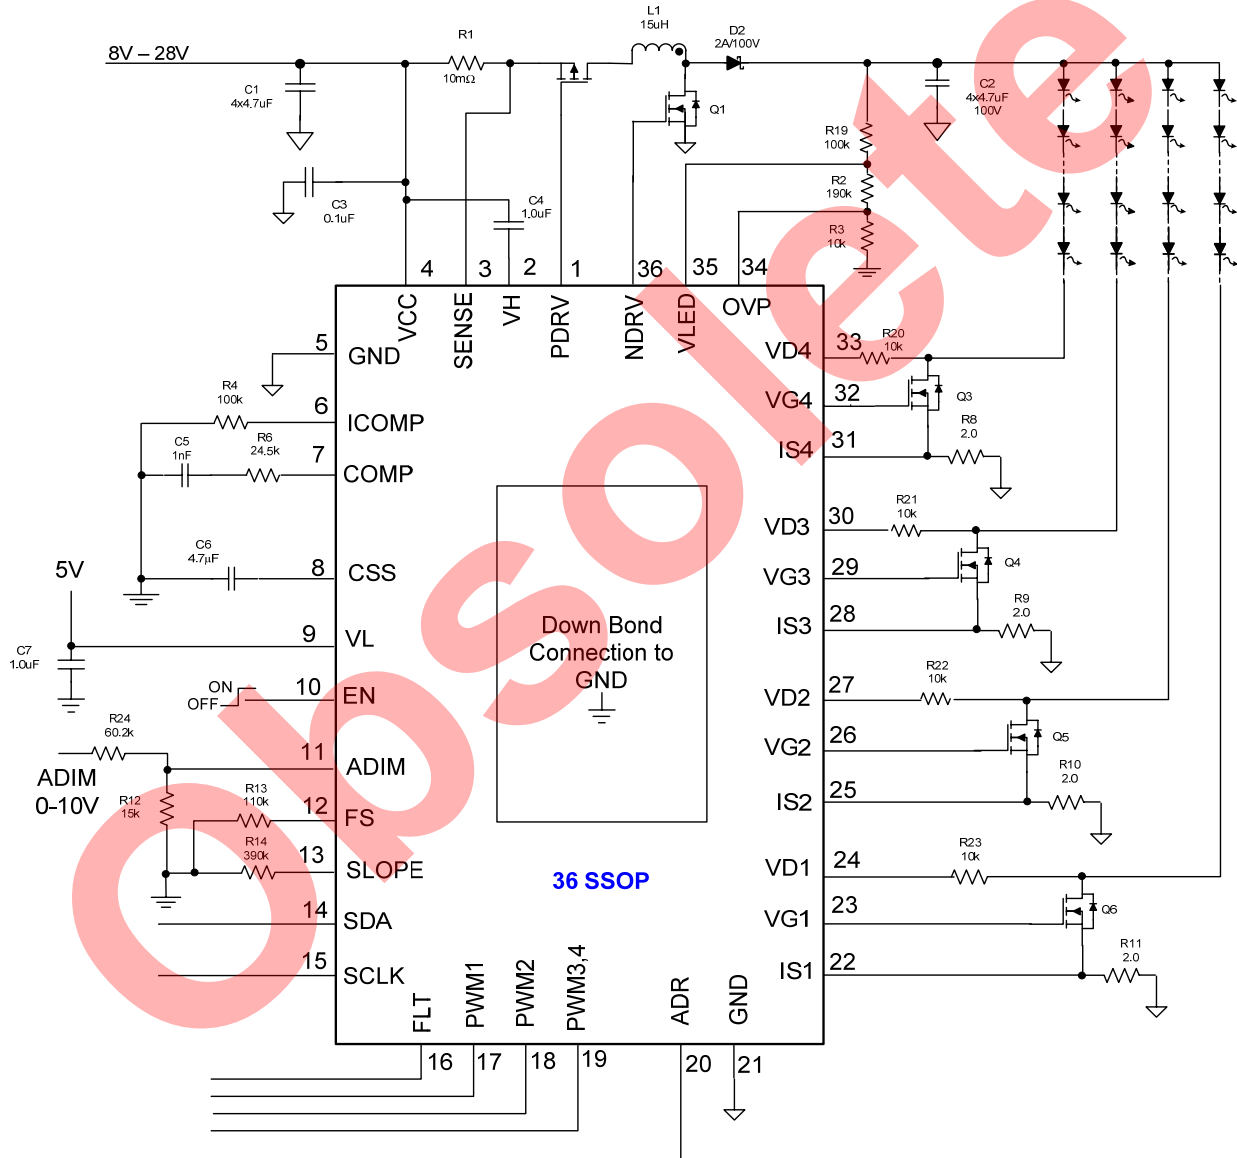 L1
15uH
D2
2A/100V
R1
10mΩ
8V – 28V
C1
4x4.7uF
Q1
C2
4x4.7uF
100V
R19
100k
R2
190k
R3
10k
C3
0.1uF
C4
1.0uF
4
3
2
1
36
35
34
VCC
SENSE
VH
PDRV
NDRV
VLED
OVP
5
GND
R4
100k
6
ICOMP
C5
1nF
R6
24.5k
7
COMP
C6
4.7µF
8
CSS
5V
9
VL
C7
1.0uF
ON
OFF
10
EN
R24
60.2k
11
ADIM
ADIM
0-10V
R12
15k
R13
110k
12
FS
R14
390k
13
SLOPE
14
SDA
15
SCLK
VD4
33
R20
10k
VG4
32
Q3
IS4
31
R8
2.0
VD3
30
R21
10k
VG3
29
Q4
IS3
28
R9
2.0
VD2
27
R22
10k
VG2
26
Q5
IS2
25
R10
2.0
VD1
24
R23
10k
VG1
23
Q6
IS1
22
R11
2.0
Down Bond
Connection to
GND
36 SSOP
FLT
PWM1
PWM2
PWM3,4
ADR
GND
16
17
18
19
20
21
Obsolete